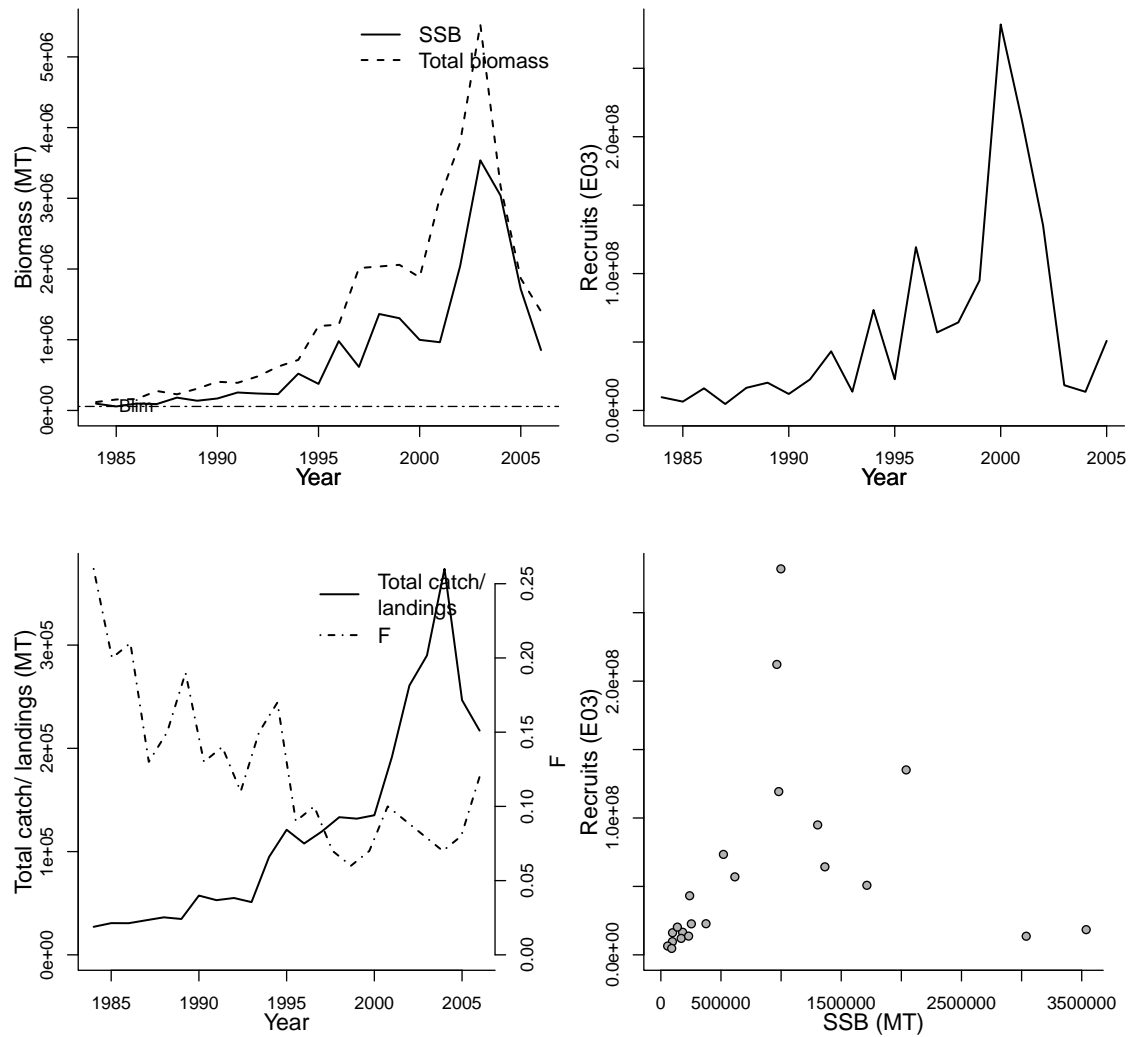 SSB
Total biomass
Biomass (MT)
0e+00 1e+06 2e+06 3e+06 4e+06 5e+06
Blim
1985 1990 1995 2000 2005
Year
Recruits (E03)
0.0e+00 1.0e+08 2.0e+08
1985 1990 1995 2000 2005
Year
Total catch/
landings
F
Total catch/ landings (MT)
0e+00 1e+05 2e+05 3e+05
0.00 0.05 0.10 0.15 0.20 0.25
F
1985 1990 1995 2000 2005
Year
Recruits (E03)
0.0e+00 1.0e+08 2.0e+08
0 500000 1500000 2500000 3500000
SSB (MT)